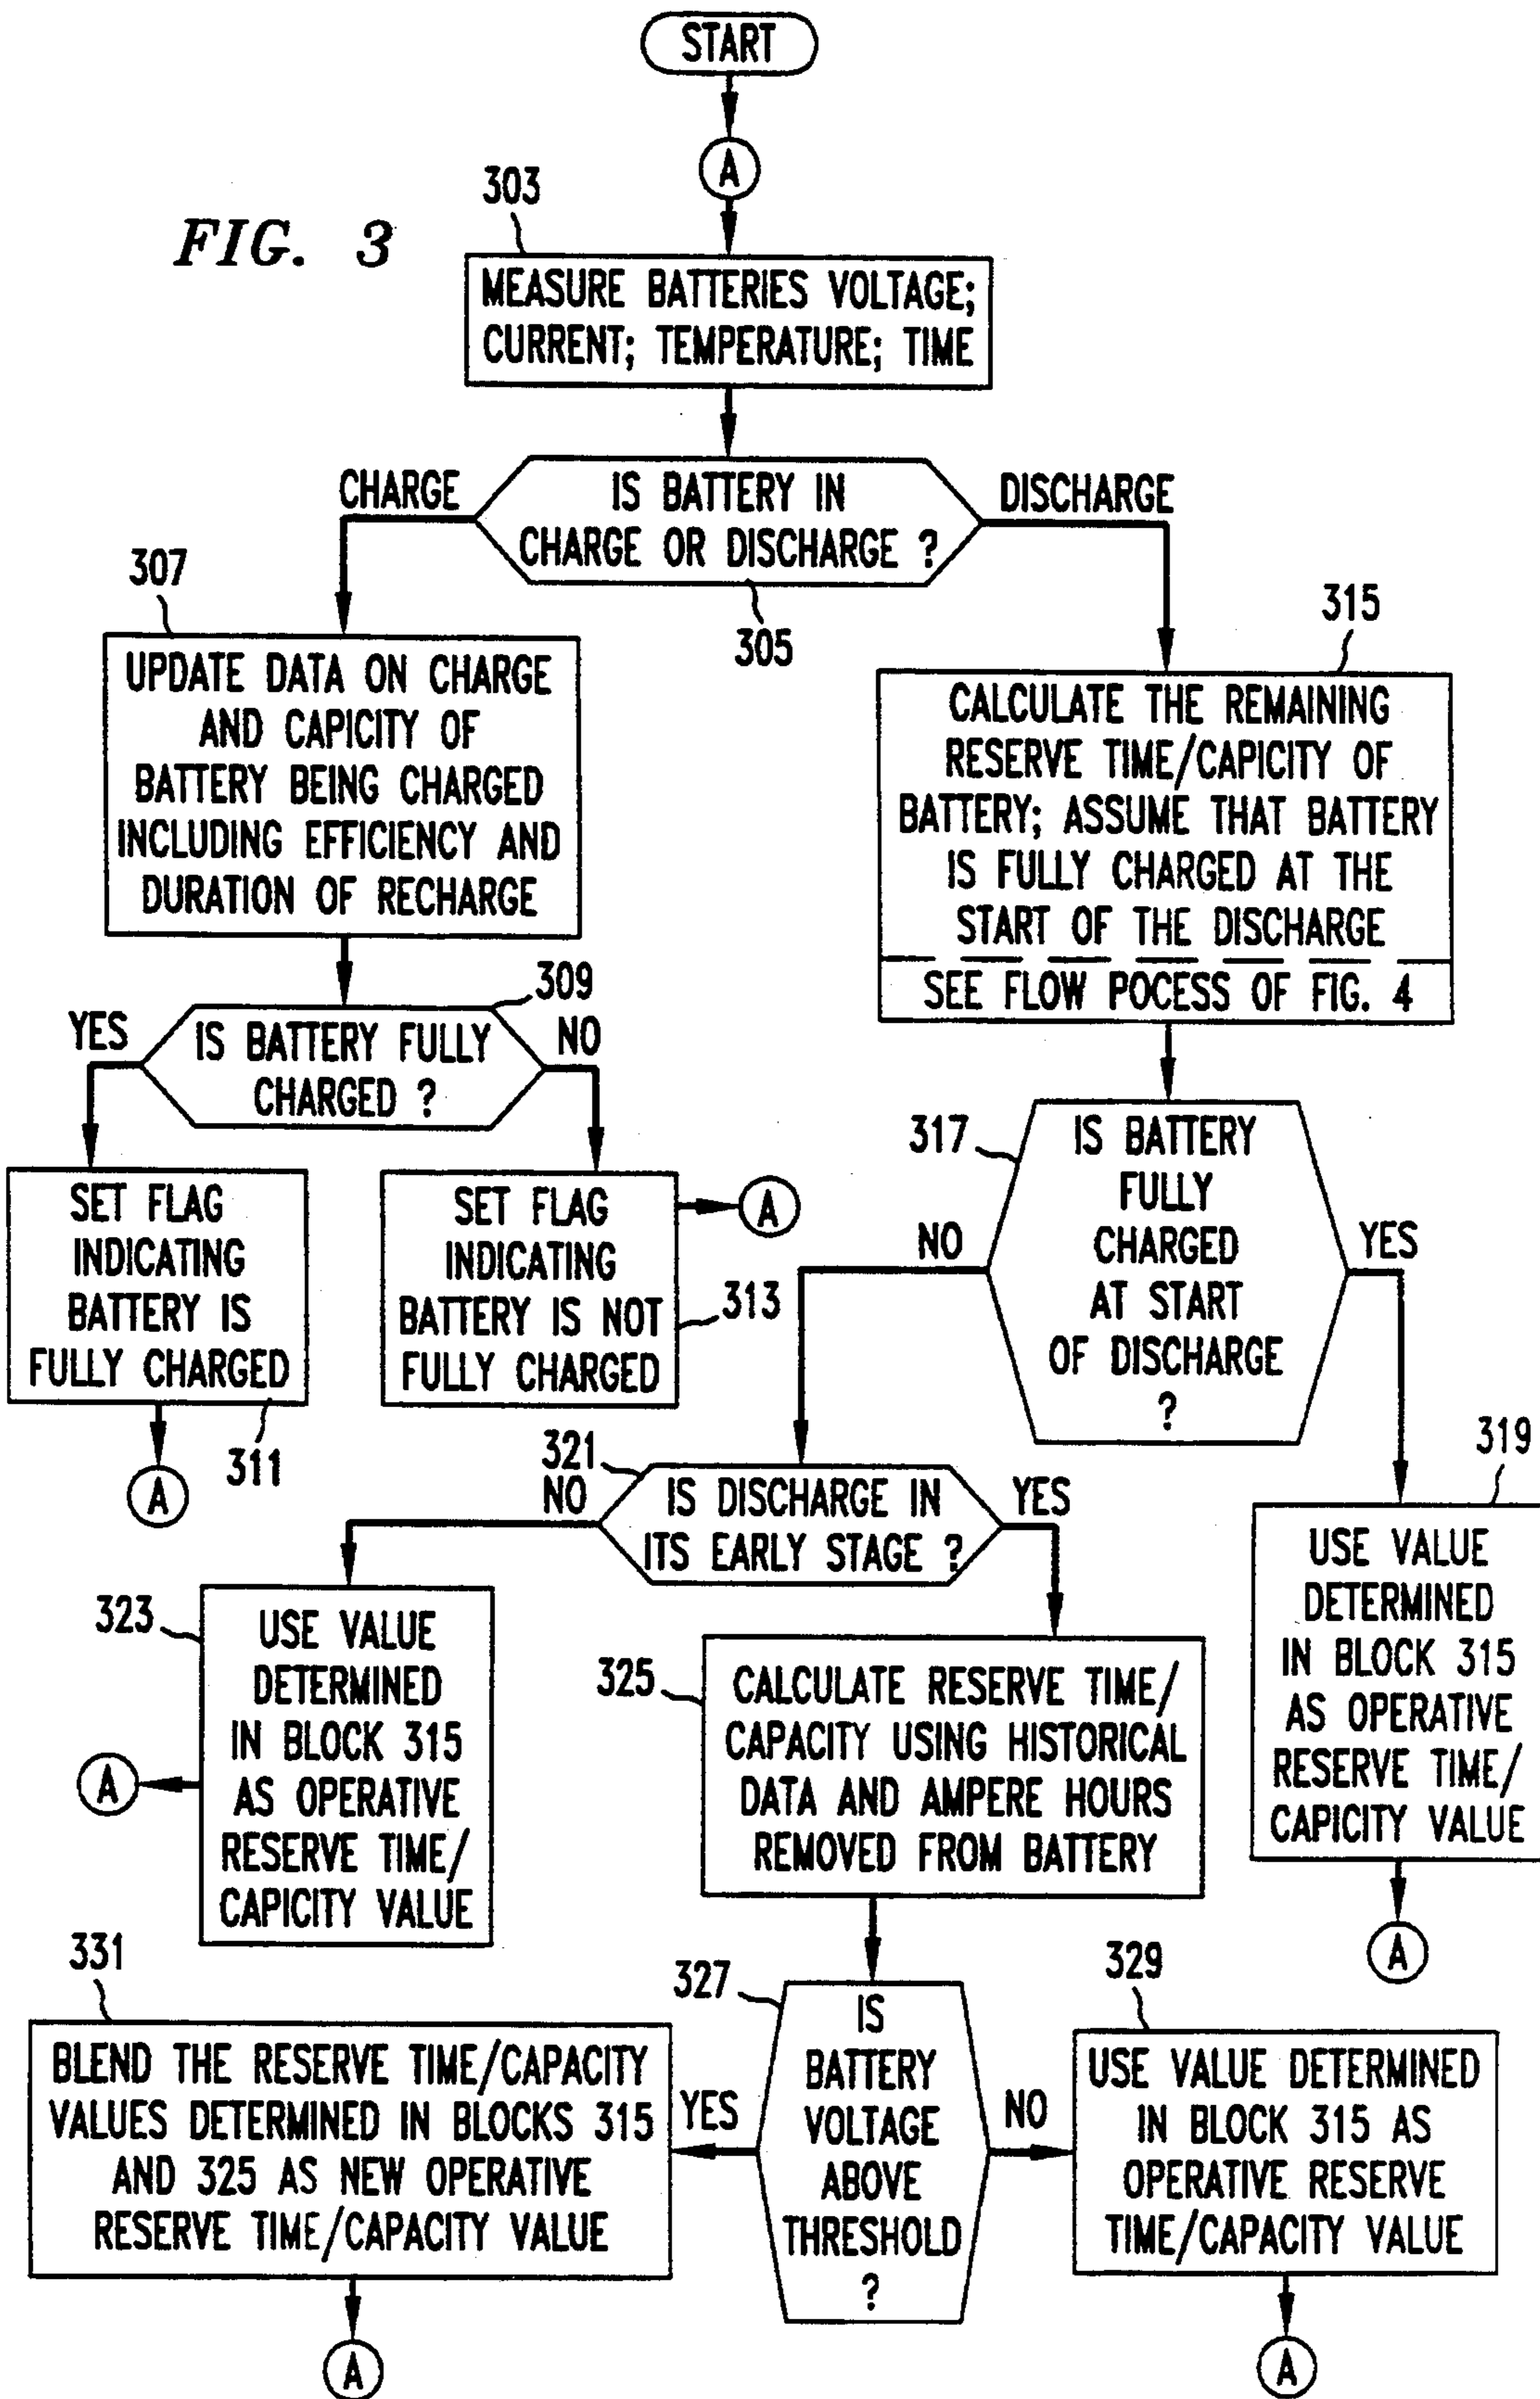 START
A
303
FIG. 3
MEASURE BATTERIES VOLTAGE;
CURRENT; TEMPERATURE; TIME
CHARGE
IS BATTERY IN
CHARGE OR DISCHARGE ?
DISCHARGE
305
307
UPDATE DATA ON CHARGE
AND CAPICITY OF
BATTERY BEING CHARGED
INCLUDING EFFICIENCY AND
DURATION OF RECHARGE
315
CALCULATE THE REMAINING
RESERVE TIME/CAPICITY OF
BATTERY; ASSUME THAT BATTERY
IS FULLY CHARGED AT THE
START OF THE DISCHARGE
SEE FLOW POCESS OF FIG. 4
309
YES
IS BATTERY FULLY
CHARGED ?
NO
SET FLAG
INDICATING
BATTERY IS
FULLY CHARGED
311
A
SET FLAG
INDICATING
BATTERY IS NOT
FULLY CHARGED
313
A
317
IS BATTERY
FULLY
CHARGED
AT START
OF DISCHARGE
?
NO
YES
321
NO
IS DISCHARGE IN
ITS EARLY STAGE ?
YES
319
USE VALUE
DETERMINED
IN BLOCK 315
AS OPERATIVE
RESERVE TIME/
CAPICITY VALUE
A
323
USE VALUE
DETERMINED
IN BLOCK 315
AS OPERATIVE
RESERVE TIME/
CAPICITY VALUE
A
325
CALCULATE RESERVE TIME/
CAPACITY USING HISTORICAL
DATA AND AMPERE HOURS
REMOVED FROM BATTERY
327
IS
BATTERY
VOLTAGE
ABOVE
THRESHOLD
?
YES
NO
331
BLEND THE RESERVE TIME/CAPACITY
VALUES DETERMINED IN BLOCKS 315
AND 325 AS NEW OPERATIVE
RESERVE TIME/CAPACITY VALUE
A
329
USE VALUE DETERMINED
IN BLOCK 315 AS
OPERATIVE RESERVE
TIME/CAPACITY VALUE
A